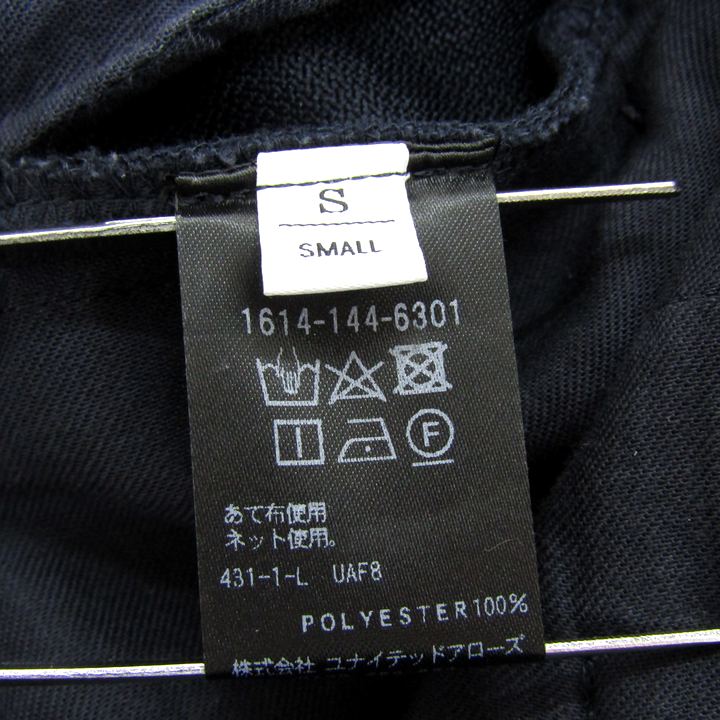 S
SMALL
1614-144-6301
F
あて布使用
ネット使用。
431-1-L UAF8
POLYESTER100%
株式会社 ユナイテッドアローズ